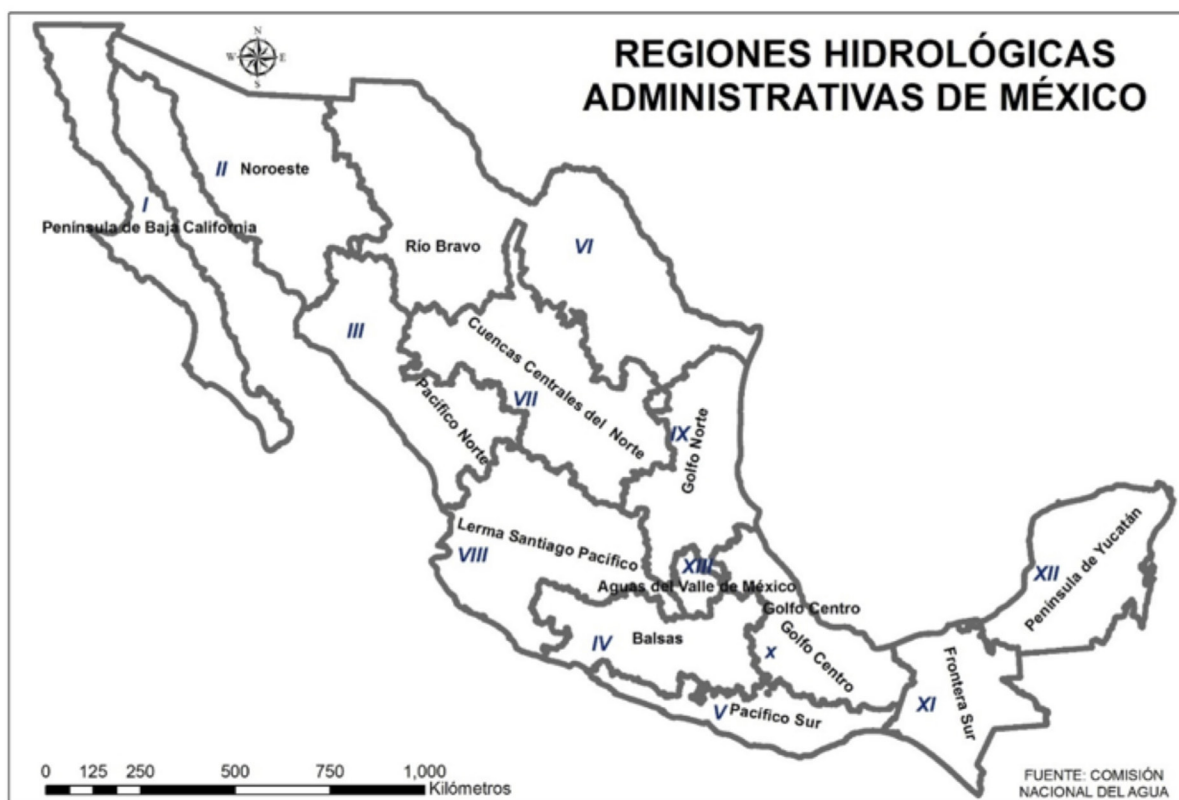 REGIONES HIDROLÓGICAS
ADMINISTRATIVAS DE MÉXICO
N
W
E
S
II Noroeste
I
Península de Baja California
Río Bravo
VI
III
Cuencas Centrales del Norte
VII
Pacífico Norte
IX
Golfo Norte
Lerma Santiago Pacífico
VIII
XIII
Aguas del Valle de México
XII
Península de Yucatán
Golfo Centro
Golfo Centro
IV Balsas
x
Frontera Sur
XI
V Pacífico Sur
0 125 250 500 750 1,000
Kilómetros
FUENTE: COMISIÓN
NACIONAL DEL AGUA